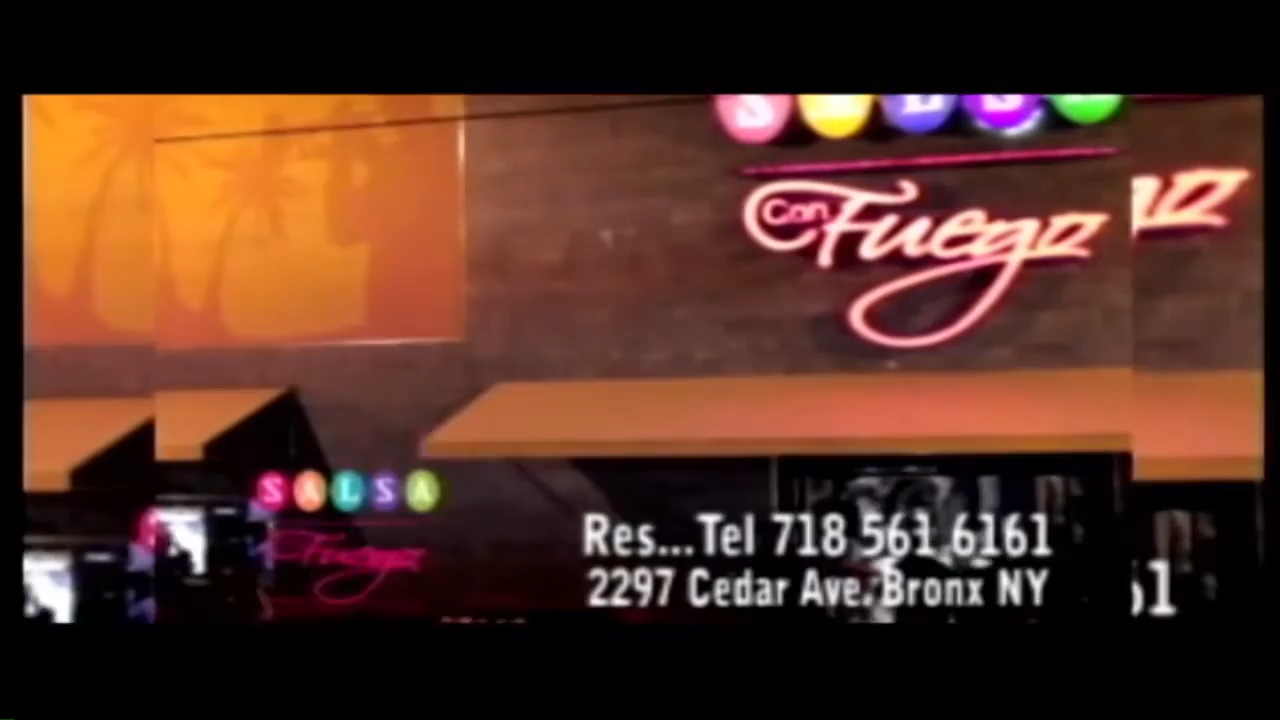 SALSA
Con Fuego
SALSA
Fuego
Res...Tel 718 561 6161
2297 Cedar Ave. Bronx NY